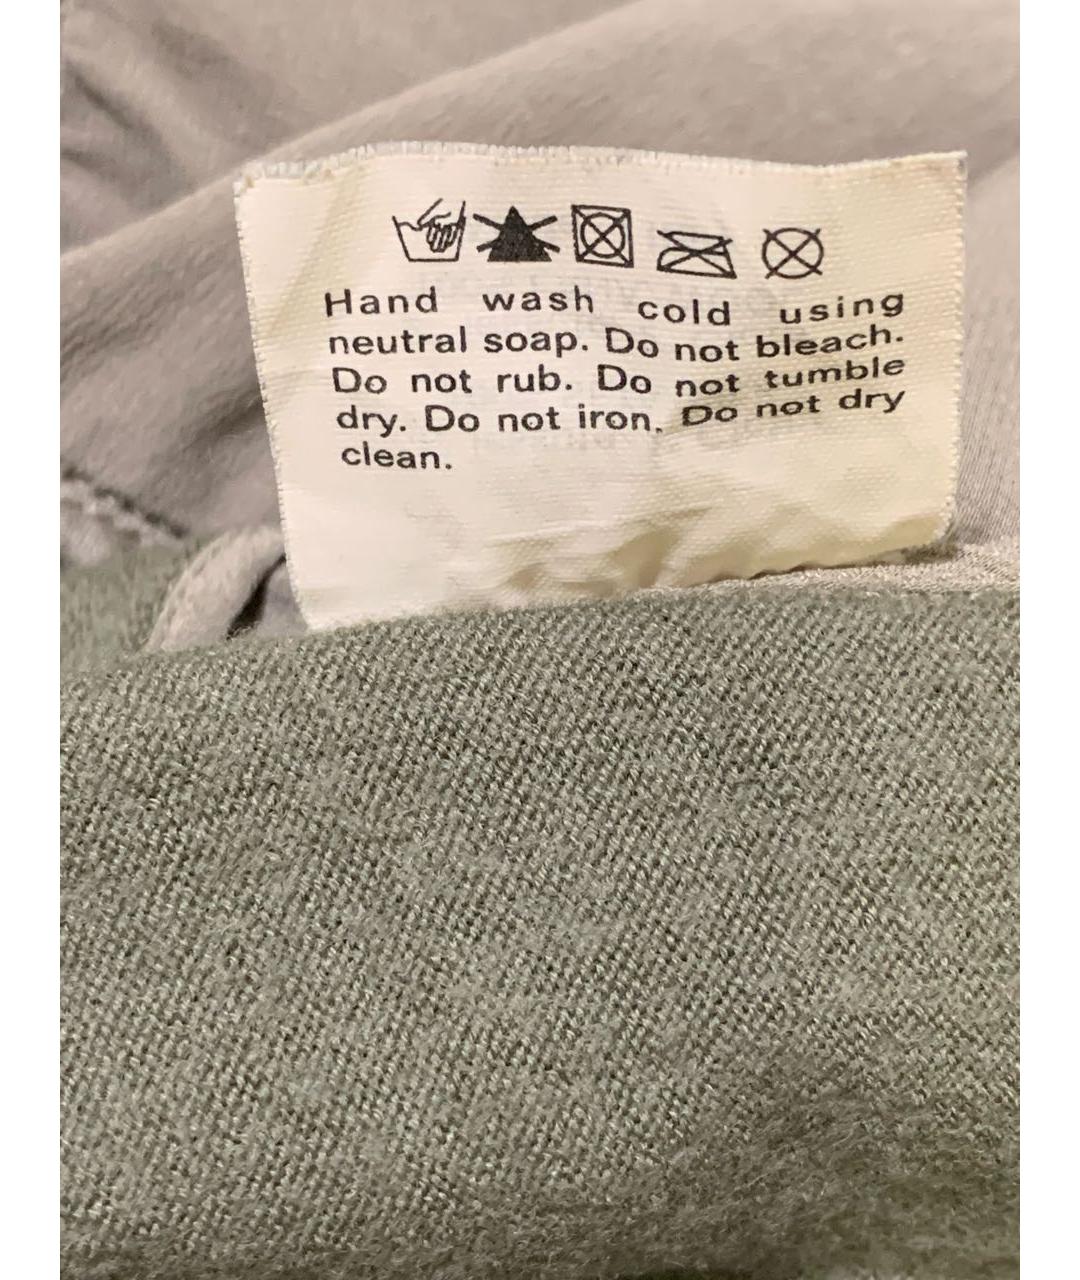 Hand wash cold using
neutral soap. Do not bleach.
Do not rub. Do not tumble
dry. Do not iron. Do not dry
clean.